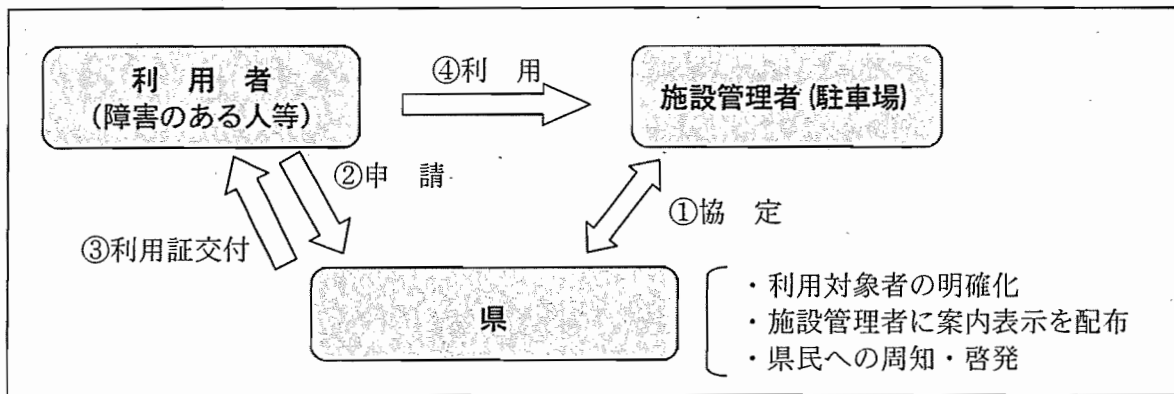 利 用 者
(障害のある人等)
④利 用
施設管理者(駐車場)
②申 請
①協 定
③利用証交付
県
・利用対象者の明確化
・施設管理者に案内表示を配布
・県民への周知・啓発